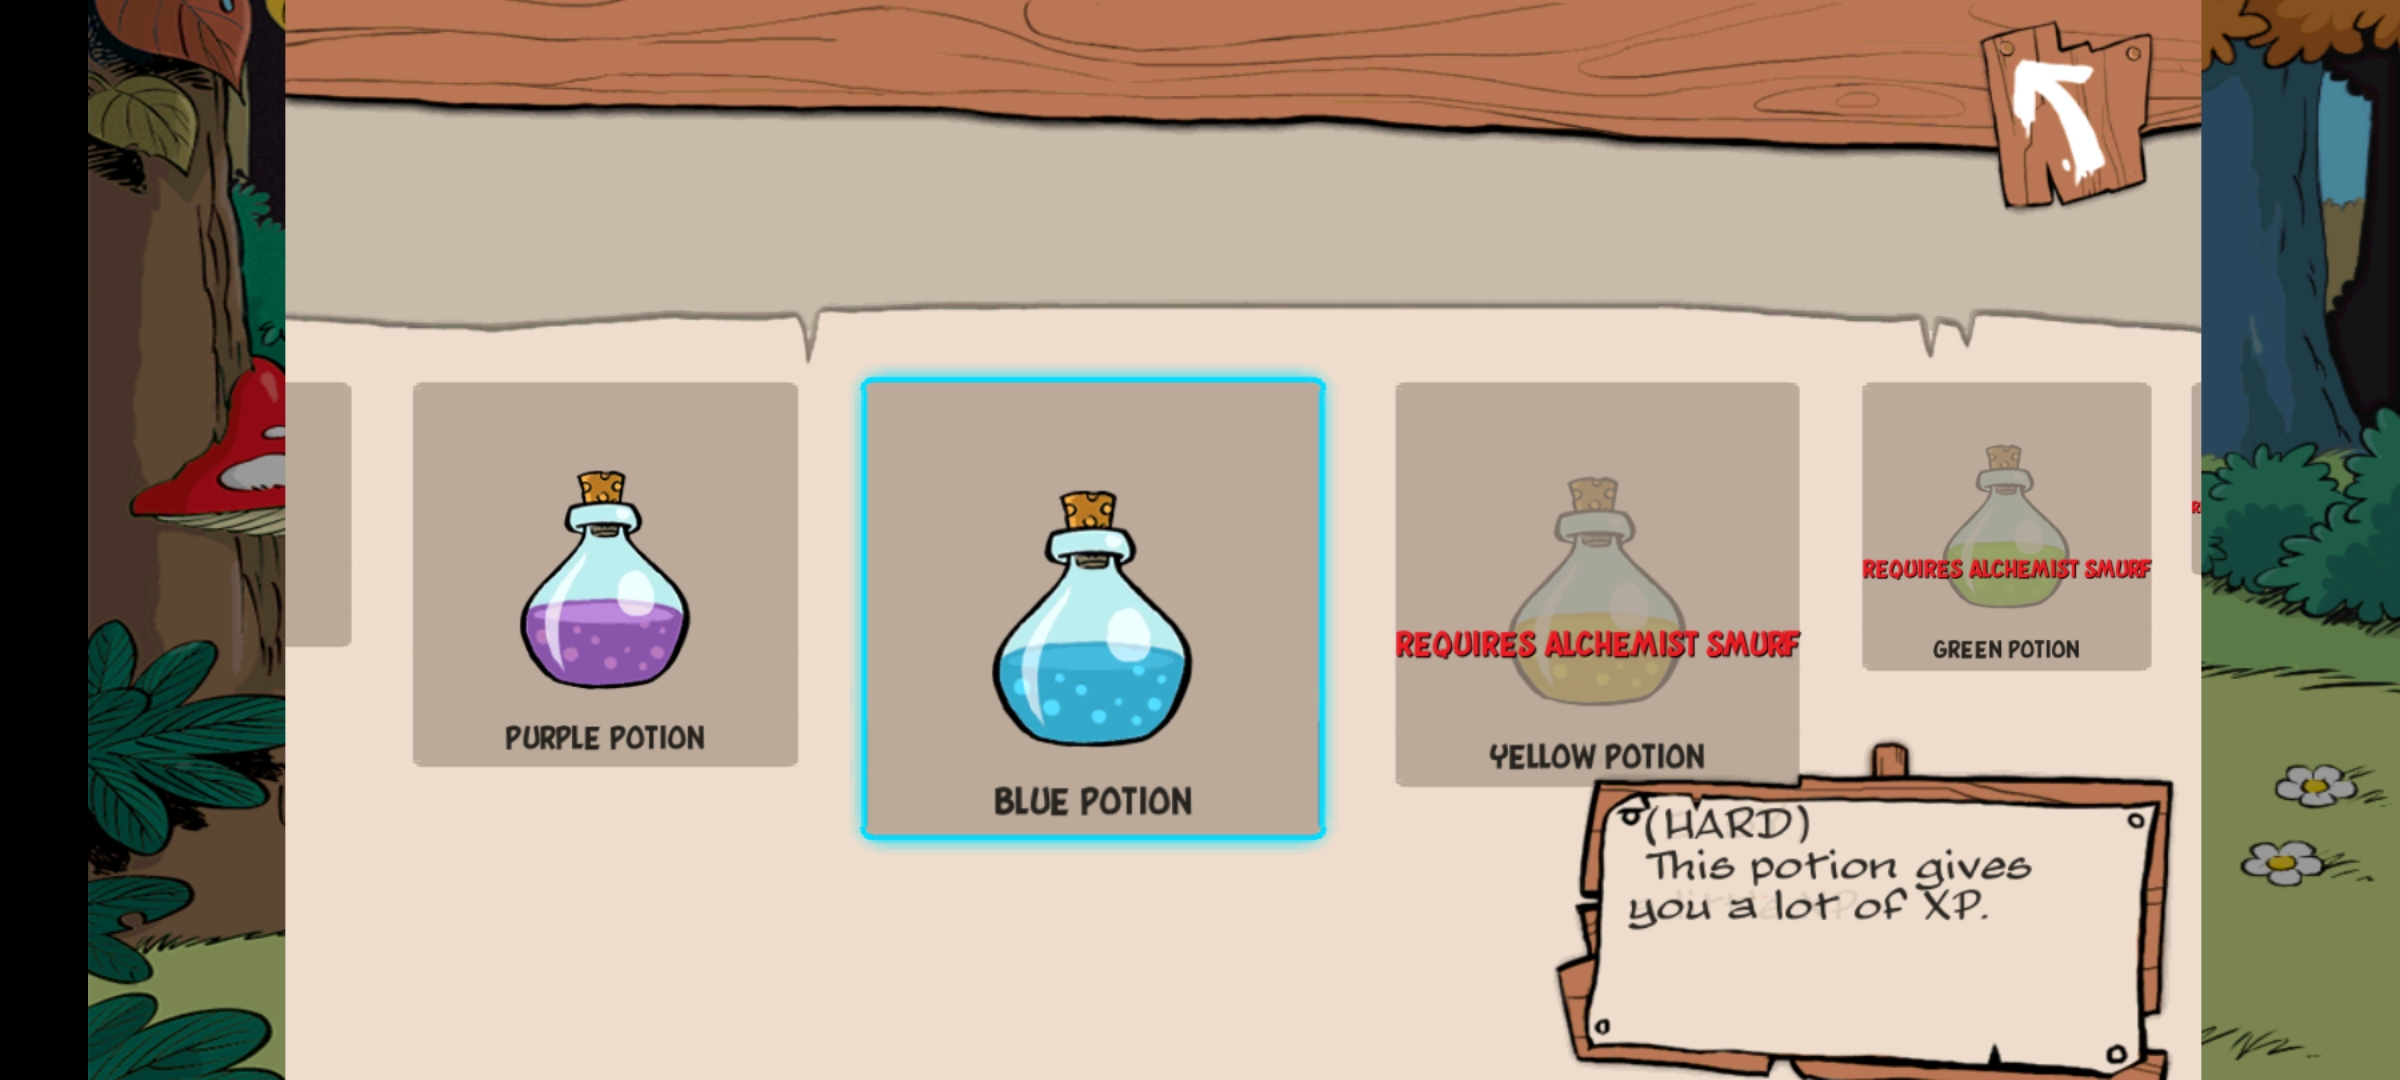 REQUIRES ALCHEMIST SMURF
GREEN POTION
REQUIRES ALCHEMIST SMURF
PURPLE POTION
YELLOW POTION
BLUE POTION
(HARD)
This potion gives
you a lot of XP.